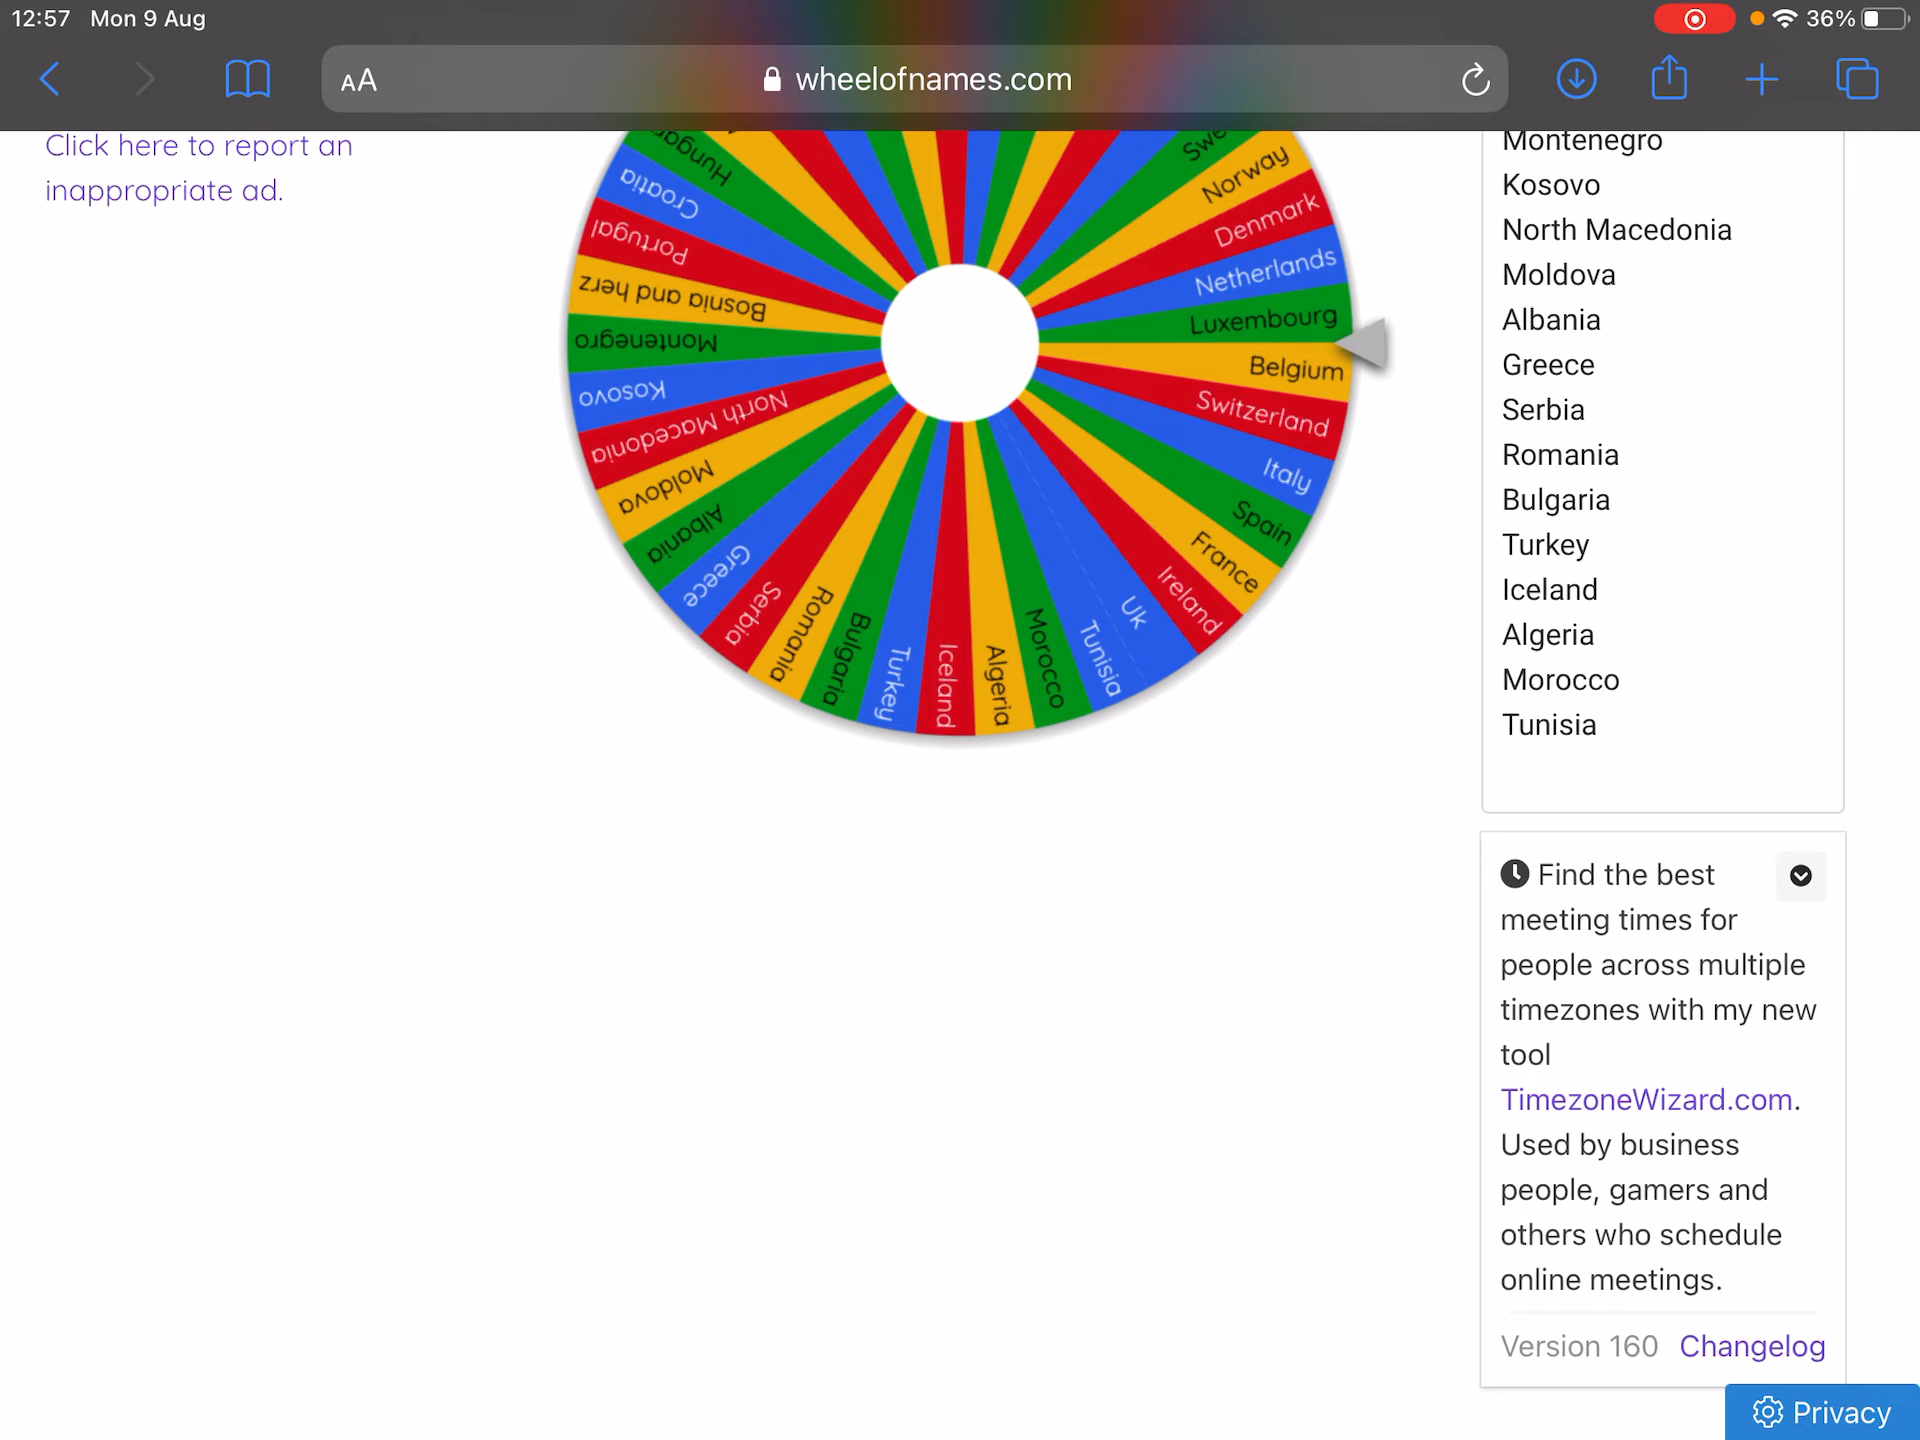 12:57 Mon 9 Aug
36%
AA
wheelofnames.com
Click here to report an
inappropriate ad.
Hunga
Croatia
Portugal
Bosnia and herz
Montenegro
Kosovo
North Macedonia
Moldova
Albania
Greece
Serbia
Romania
Bulgaria
Turkey
Iceland
Algeria
Morocco
Tunisia
Uk
Ireland
France
Spain
Italy
Switzerland
Belgium
Luxembourg
Netherlands
Denmark
Norway
Swe
Montenegro
Kosovo
North Macedonia
Moldova
Albania
Greece
Serbia
Romania
Bulgaria
Turkey
Iceland
Algeria
Morocco
Tunisia
Find the best
meeting times for
people across multiple
timezones with my new
tool
TimezoneWizard.com.
Used by business
people, gamers and
others who schedule
online meetings.
Version 160 Changelog
Privacy